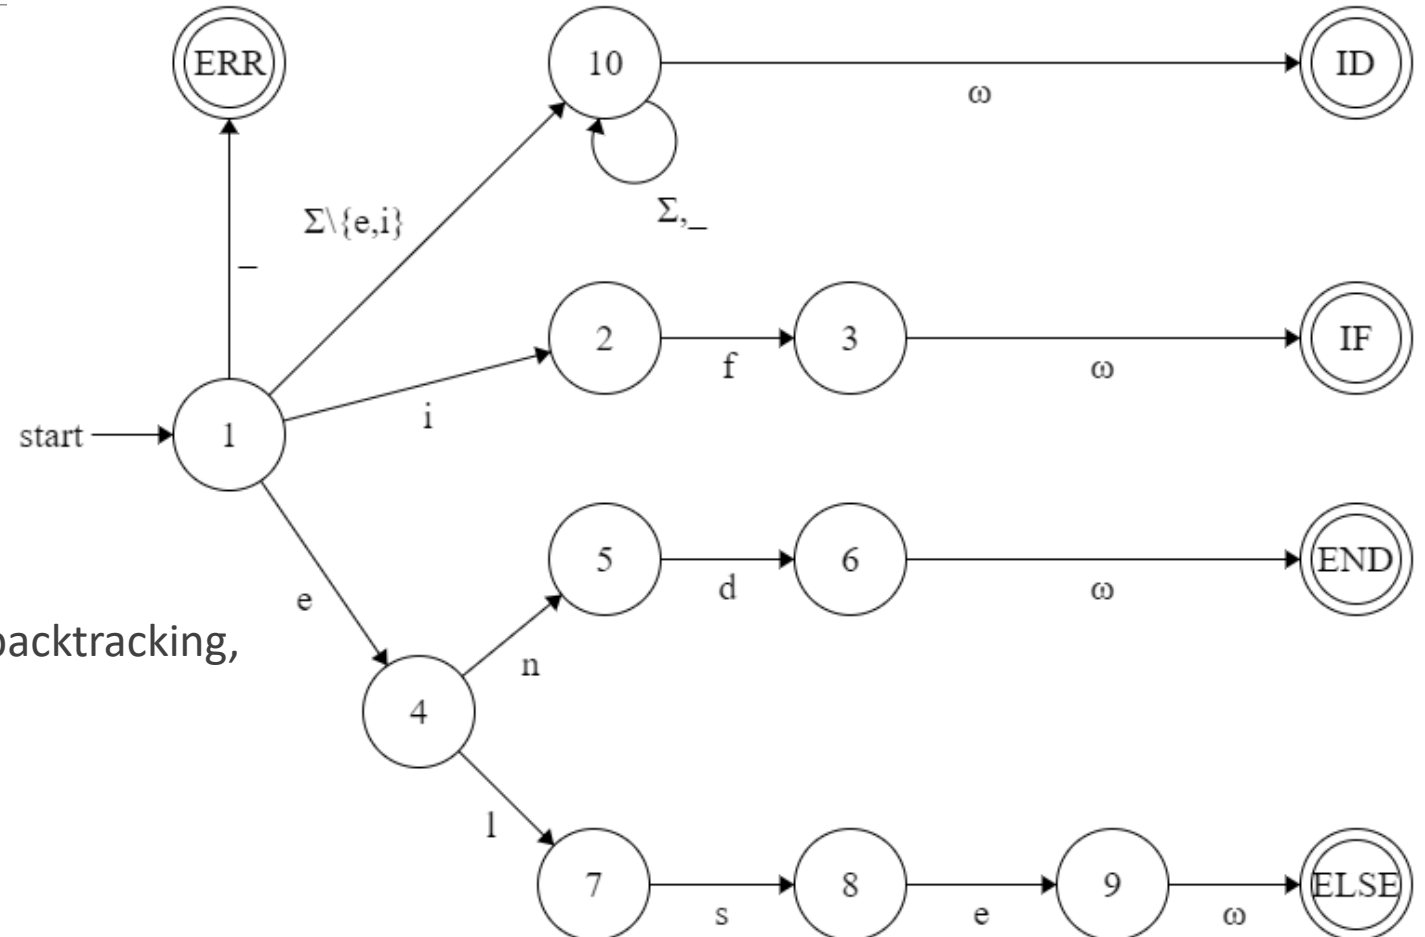 ERR
10
ω
ID
Σ\{e,i}
Σ,_
_
2
f
3
ω
IF
i
start
1
5
d
6
ω
END
e
backtracking,
n
4
l
7
s
8
e
9
ω
ELSE